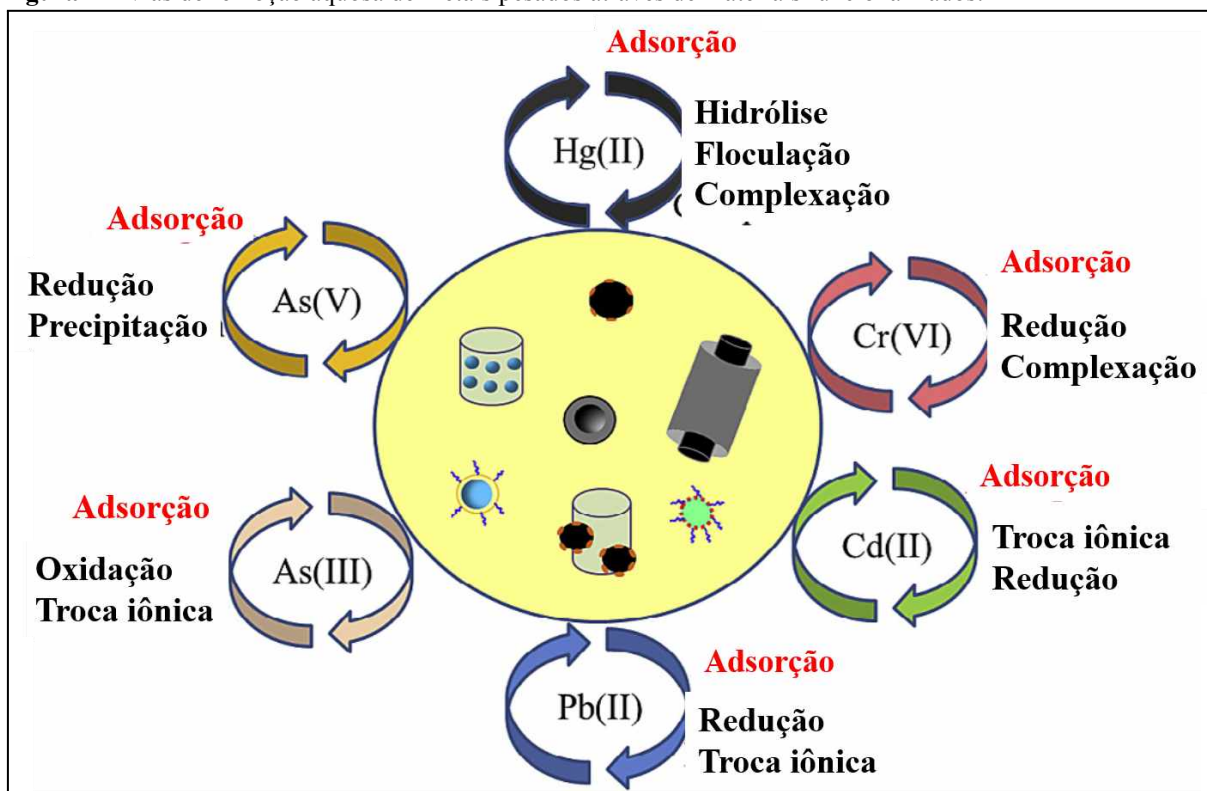 Adsorção
Hg(II)
Hidrólise
Floculação
Complexação
Adsorção
As(V)
Redução
Precipitação
Adsorção
Cr(VI)
Redução
Complexação
Adsorção
As(III)
Oxidação
Troca iônica
Adsorção
Cd(II)
Troca iônica
Redução
Adsorção
Pb(II)
Redução
Troca iônica